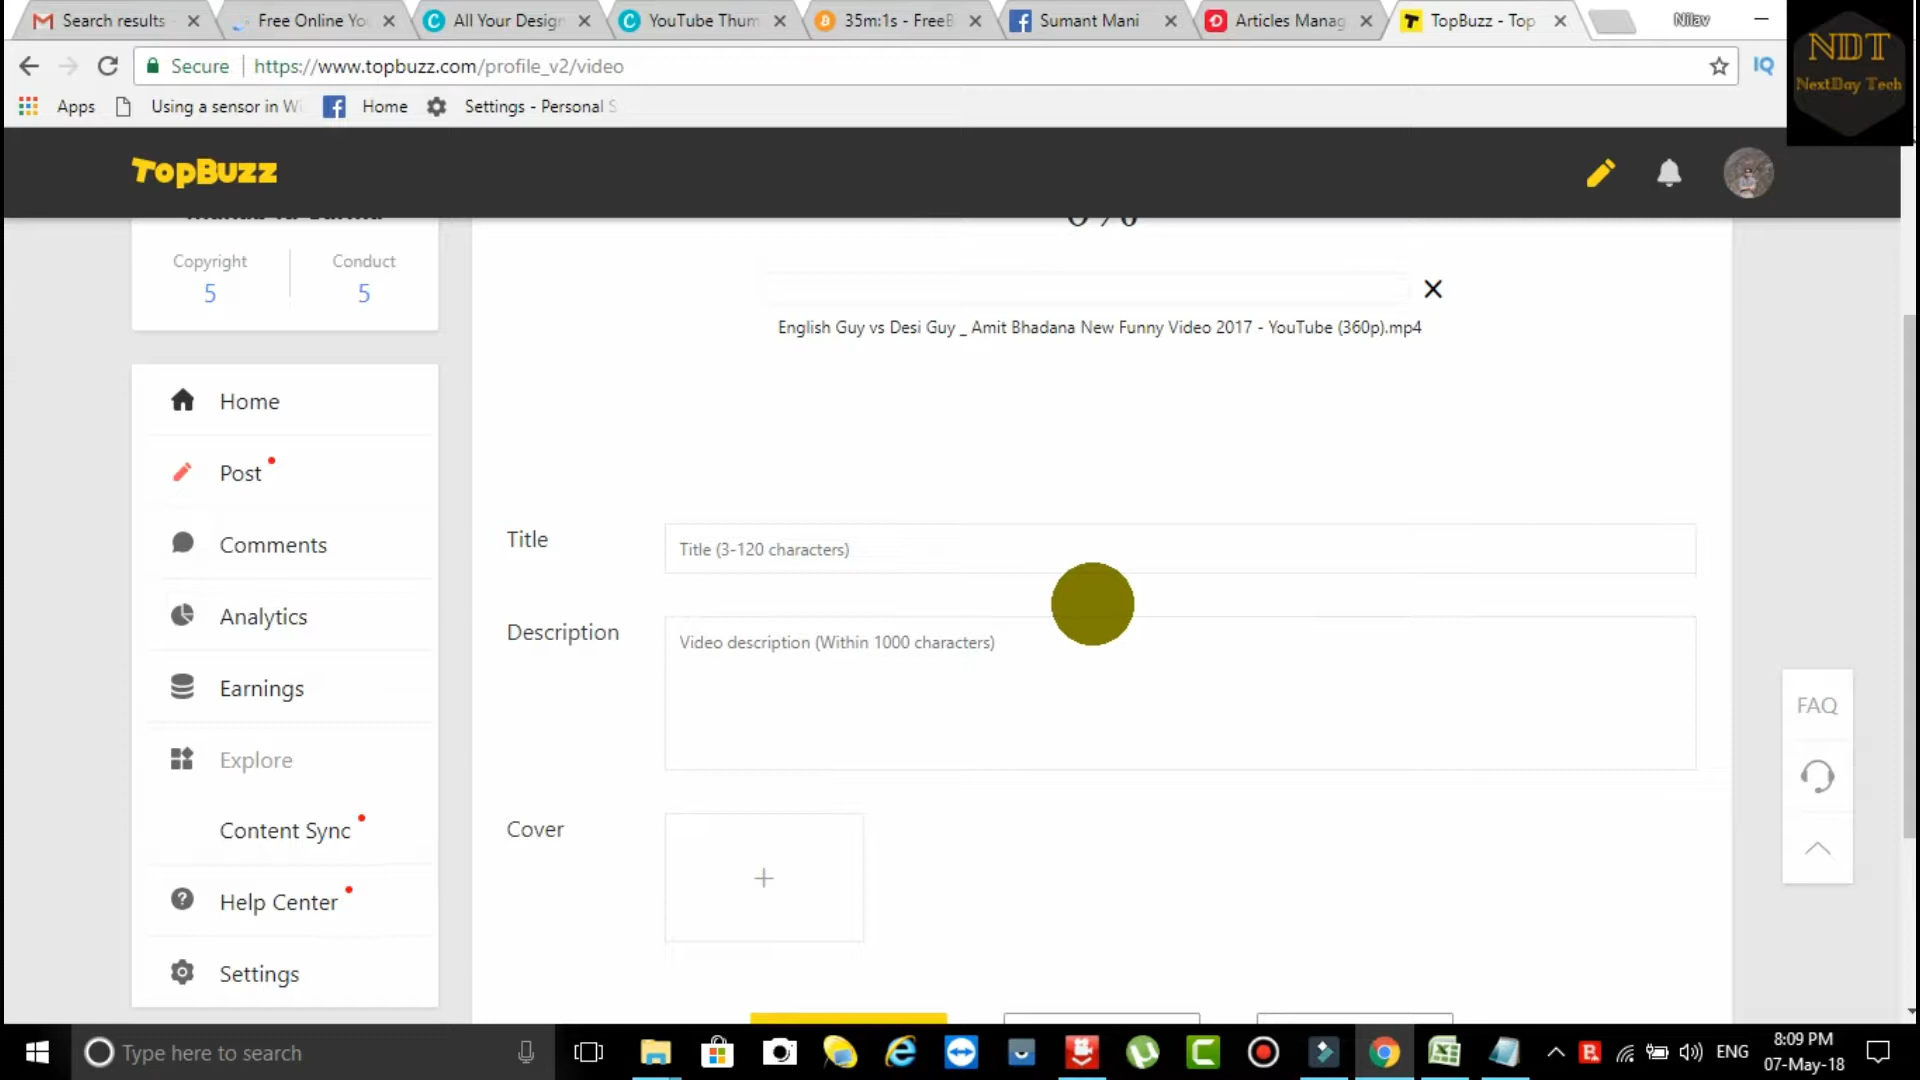 Search results
Free Online Yo
All Your Design
YouTube Thum
35m:1s - FreeB
Sumant Mani
Articles Manag
TopBuzz - Top
Nilav
Secure
https://www.topbuzz.com/profile_v2/video
IQ
NDT
NextDay Tech
Apps
Using a sensor in Wi
Home
Settings - Personal S
TopBuzz
Copyright
Conduct
5
5
English Guy vs Desi Guy _ Amit Bhadana New Funny Video 2017 - YouTube (360p).mp4
Home
Post
Comments
Analytics
Earnings
Explore
Content Sync
Help Center
Settings
Title
Title (3-120 characters)
Description
Video description (Within 1000 characters)
Cover
FAQ
Type here to search
ENG
8:09 PM
07-May-18